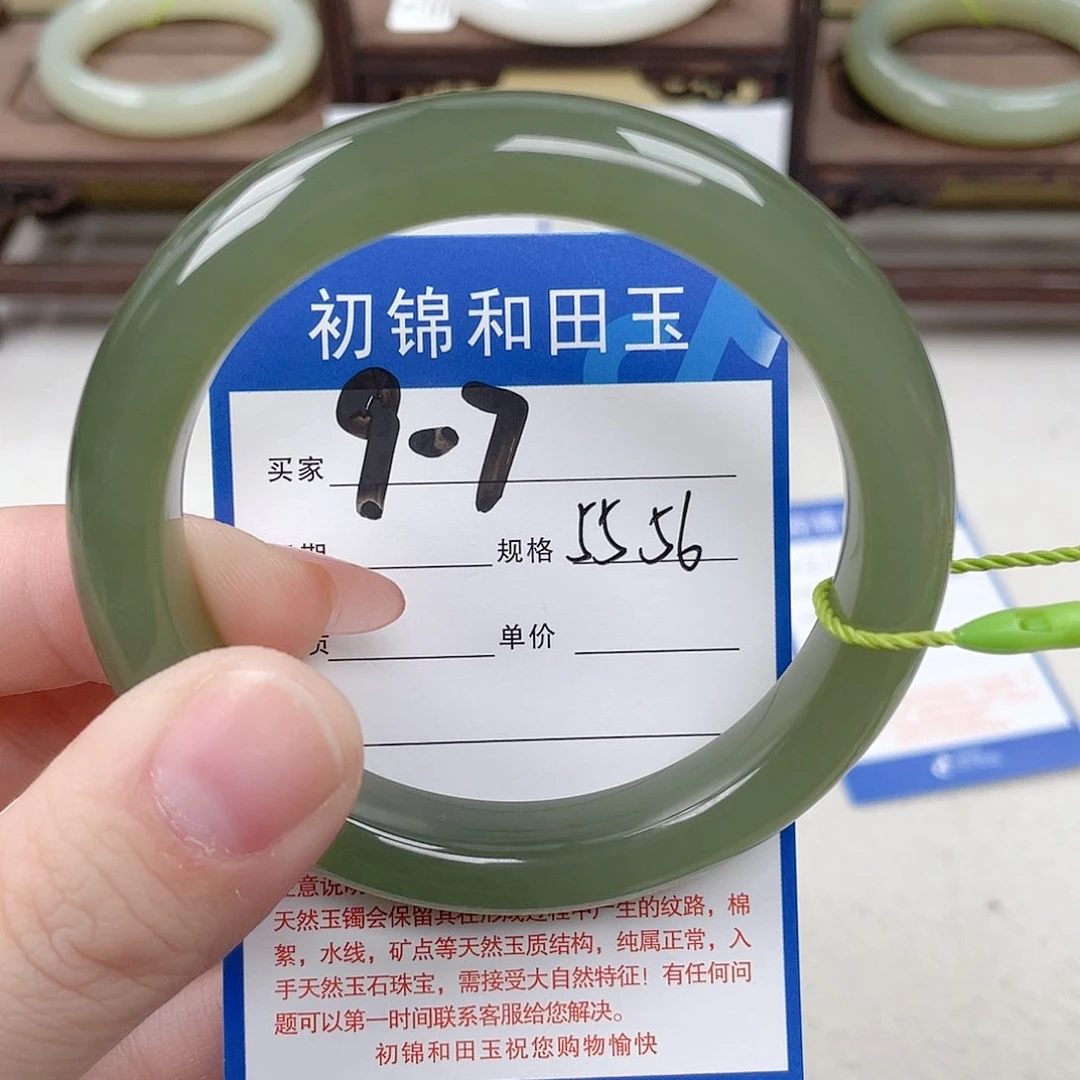 初锦和田玉
买家 9-7
期 规格 55.56
单价
意说明
天然玉镯会保留其在形成过程中产生的纹路，棉
絮，水线，矿点等天然玉质结构，纯属正常，入
手天然玉石珠宝，需接受大自然特征！有任何问
题可以第一时间联系客服给您解决。
初锦和田玉祝您购物愉快